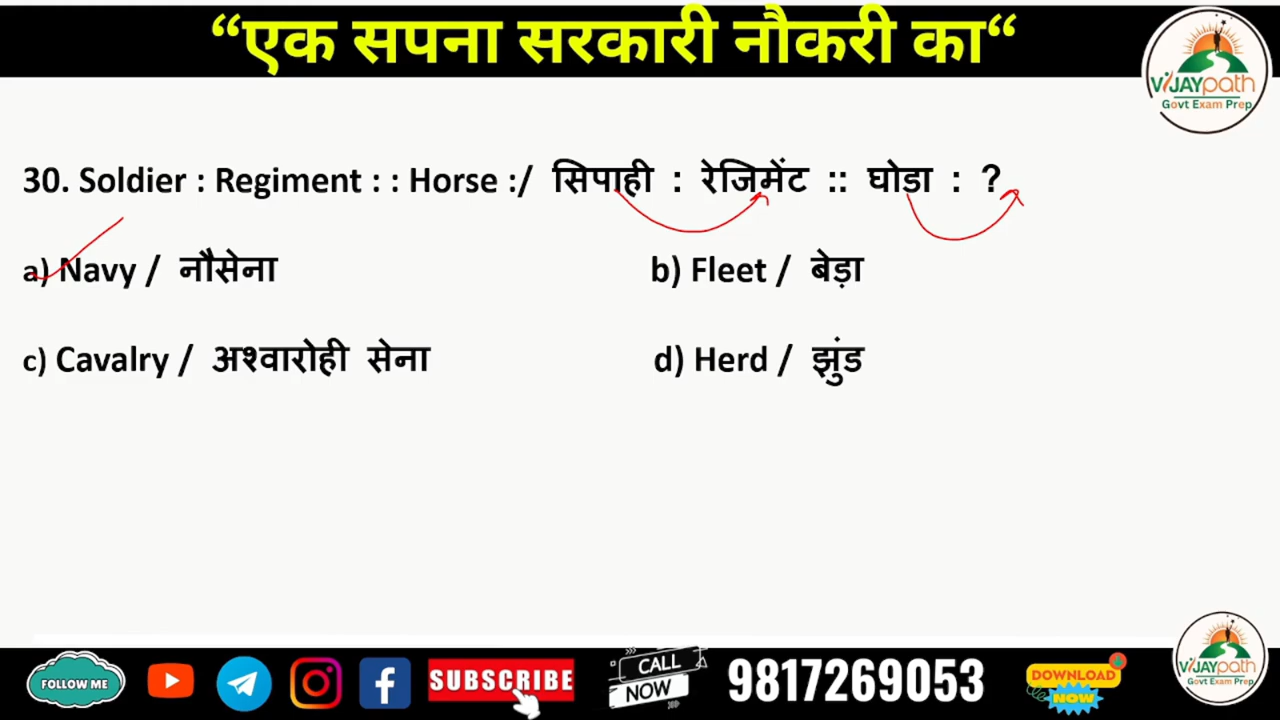 “एक सपना सरकारी नौकरी का“
VIJAYpath
Govt Exam Prep
30. Soldier : Regiment : : Horse :/ सिपाही : रेजिमेंट :: घोडा : ?
a) Navy / नौसेना
b) Fleet / बेड़ा
c) Cavalry / अश्वारोही सेना
d) Herd / झुंड
FOLLOW ME
SUBSCRIBE
CALL
NOW
9817269053
DOWNLOAD
NOW
VIJAYpath
Govt Exam Prep